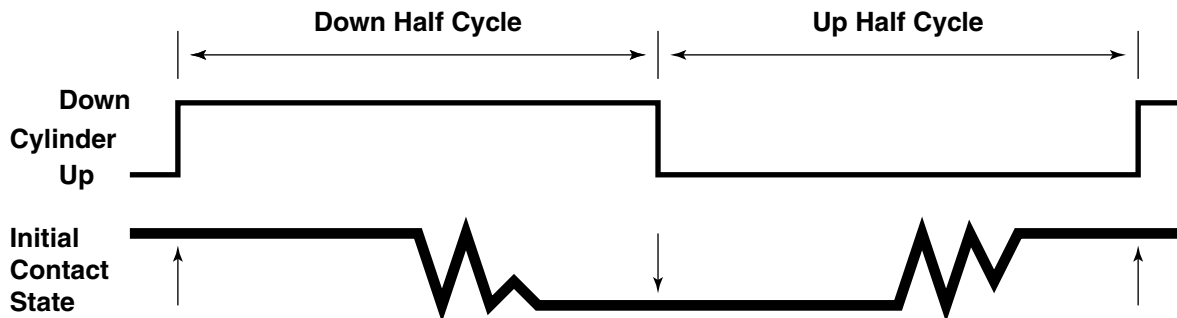 Down Half Cycle
Up Half Cycle
Down
Cylinder
Up
Initial
Contact
State